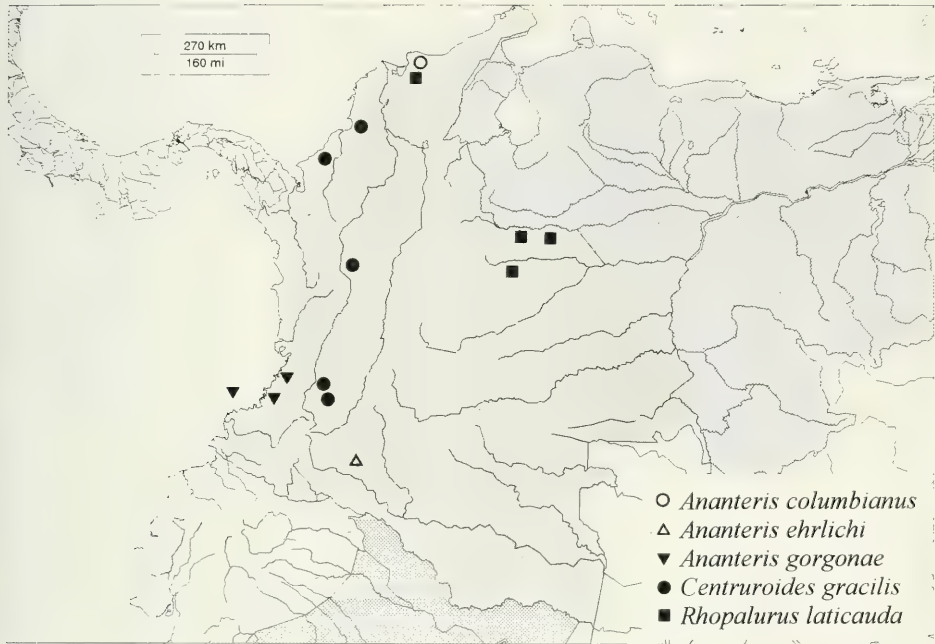 270 km
160 mi
Ananteris columbianus
Ananteris ehrlichi
Ananteris gorgonae
Centruroides gracilis
Rhopalurus laticauda